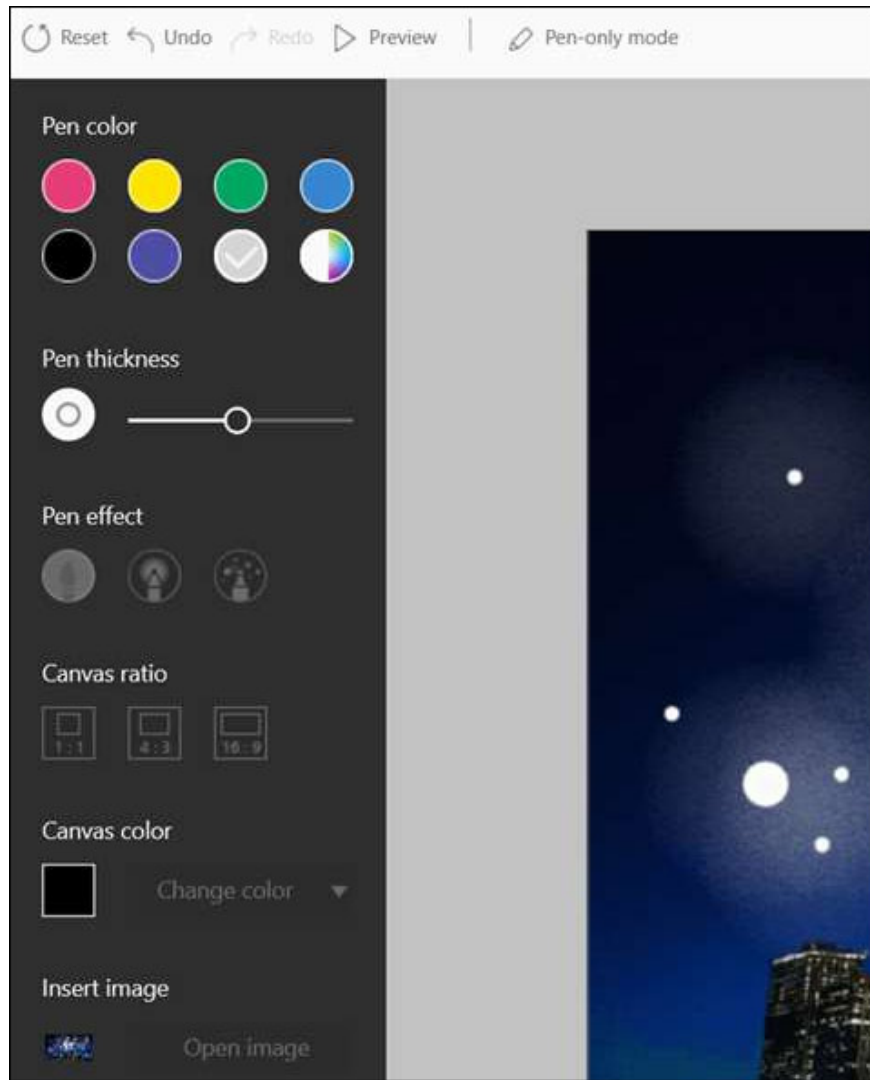 Reset Undo Redo Preview Pen-only mode
Pen color
Pen thickness
Pen effect
Canvas ratio
1 : 1 4 : 3 16 : 9
Canvas color
Change color
Insert image
Open image